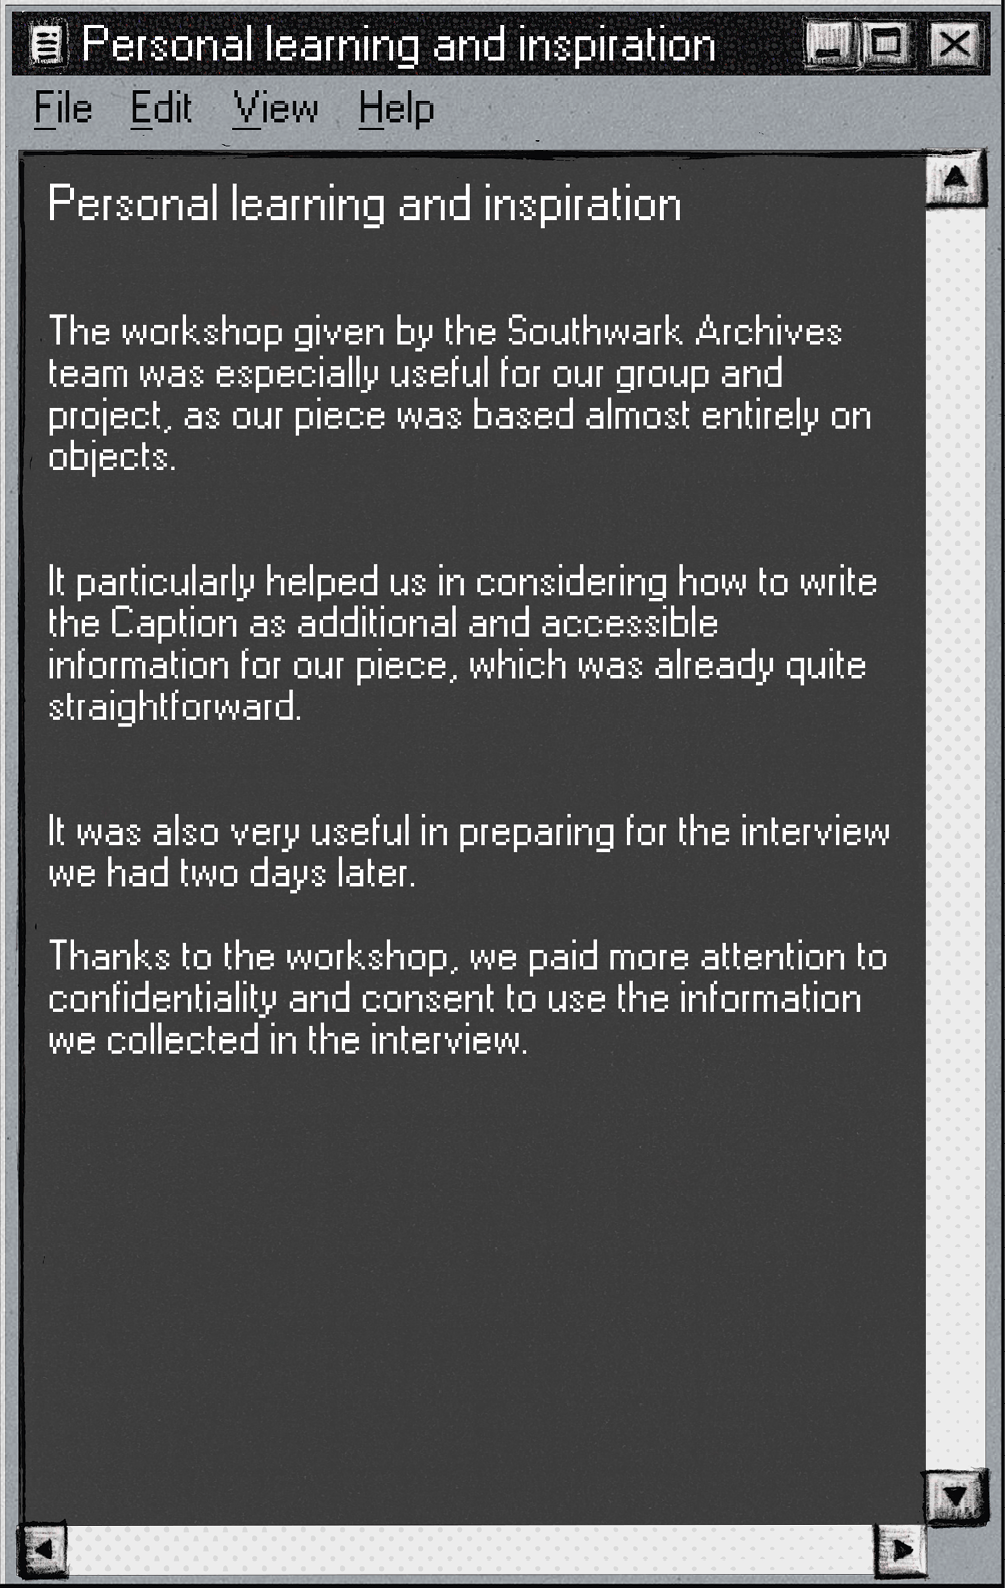 Personal learning and inspiration
File Edit View Help
Personal learning and inspiration
The workshop given by the Southwark Archives
team was especially useful for our group and
project, as our piece was based almost entirely on
objects.
It particularly helped us in considering how to write
the Caption as additional and accessible
information for our piece, which was already quite
straightforward.
It was also very useful in preparing for the interview
we had two days later.
Thanks to the workshop, we paid more attention to
confidentiality and consent to use the information
we collected in the interview.